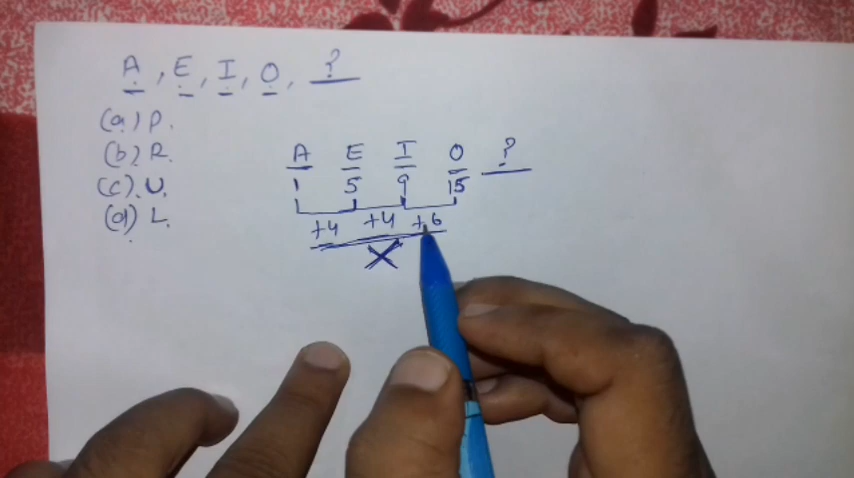 A, E, I, O, ?
(a) P.
(b) R.
(c). U.
(d) L.
A E I O ?
1 5 9 15
+4 +4 +6
X